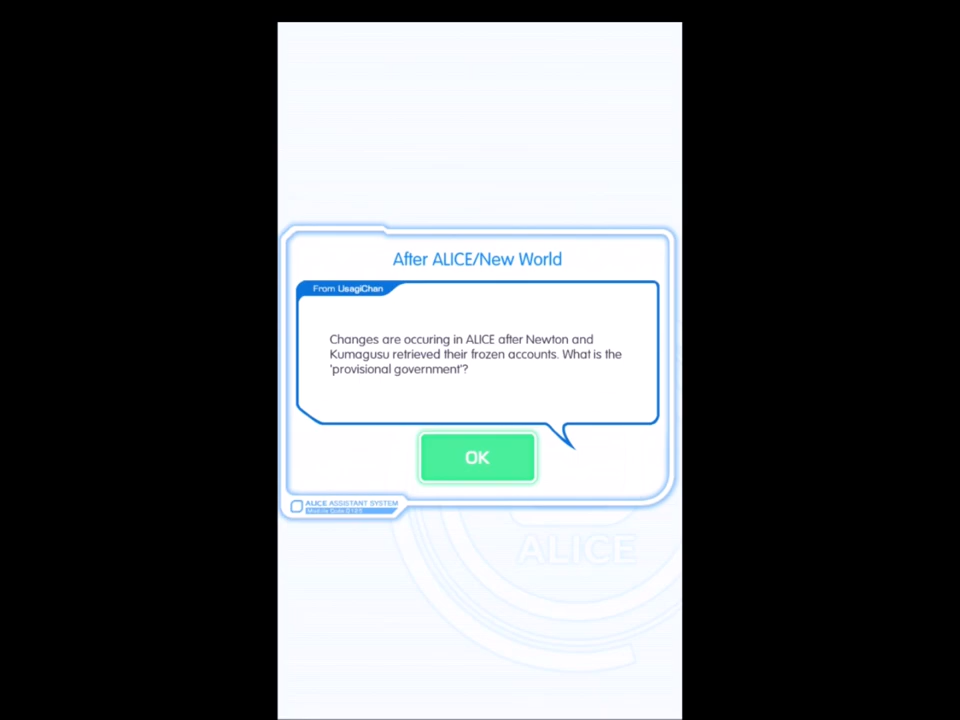 After ALICE/New World
From UsagiChan
Changes are occuring in ALICE after Newton and
Kumagusu retrieved their frozen accounts. What is the
'provisional government'?
OK
ALICE ASSISTANT SYSTEM
ALICE